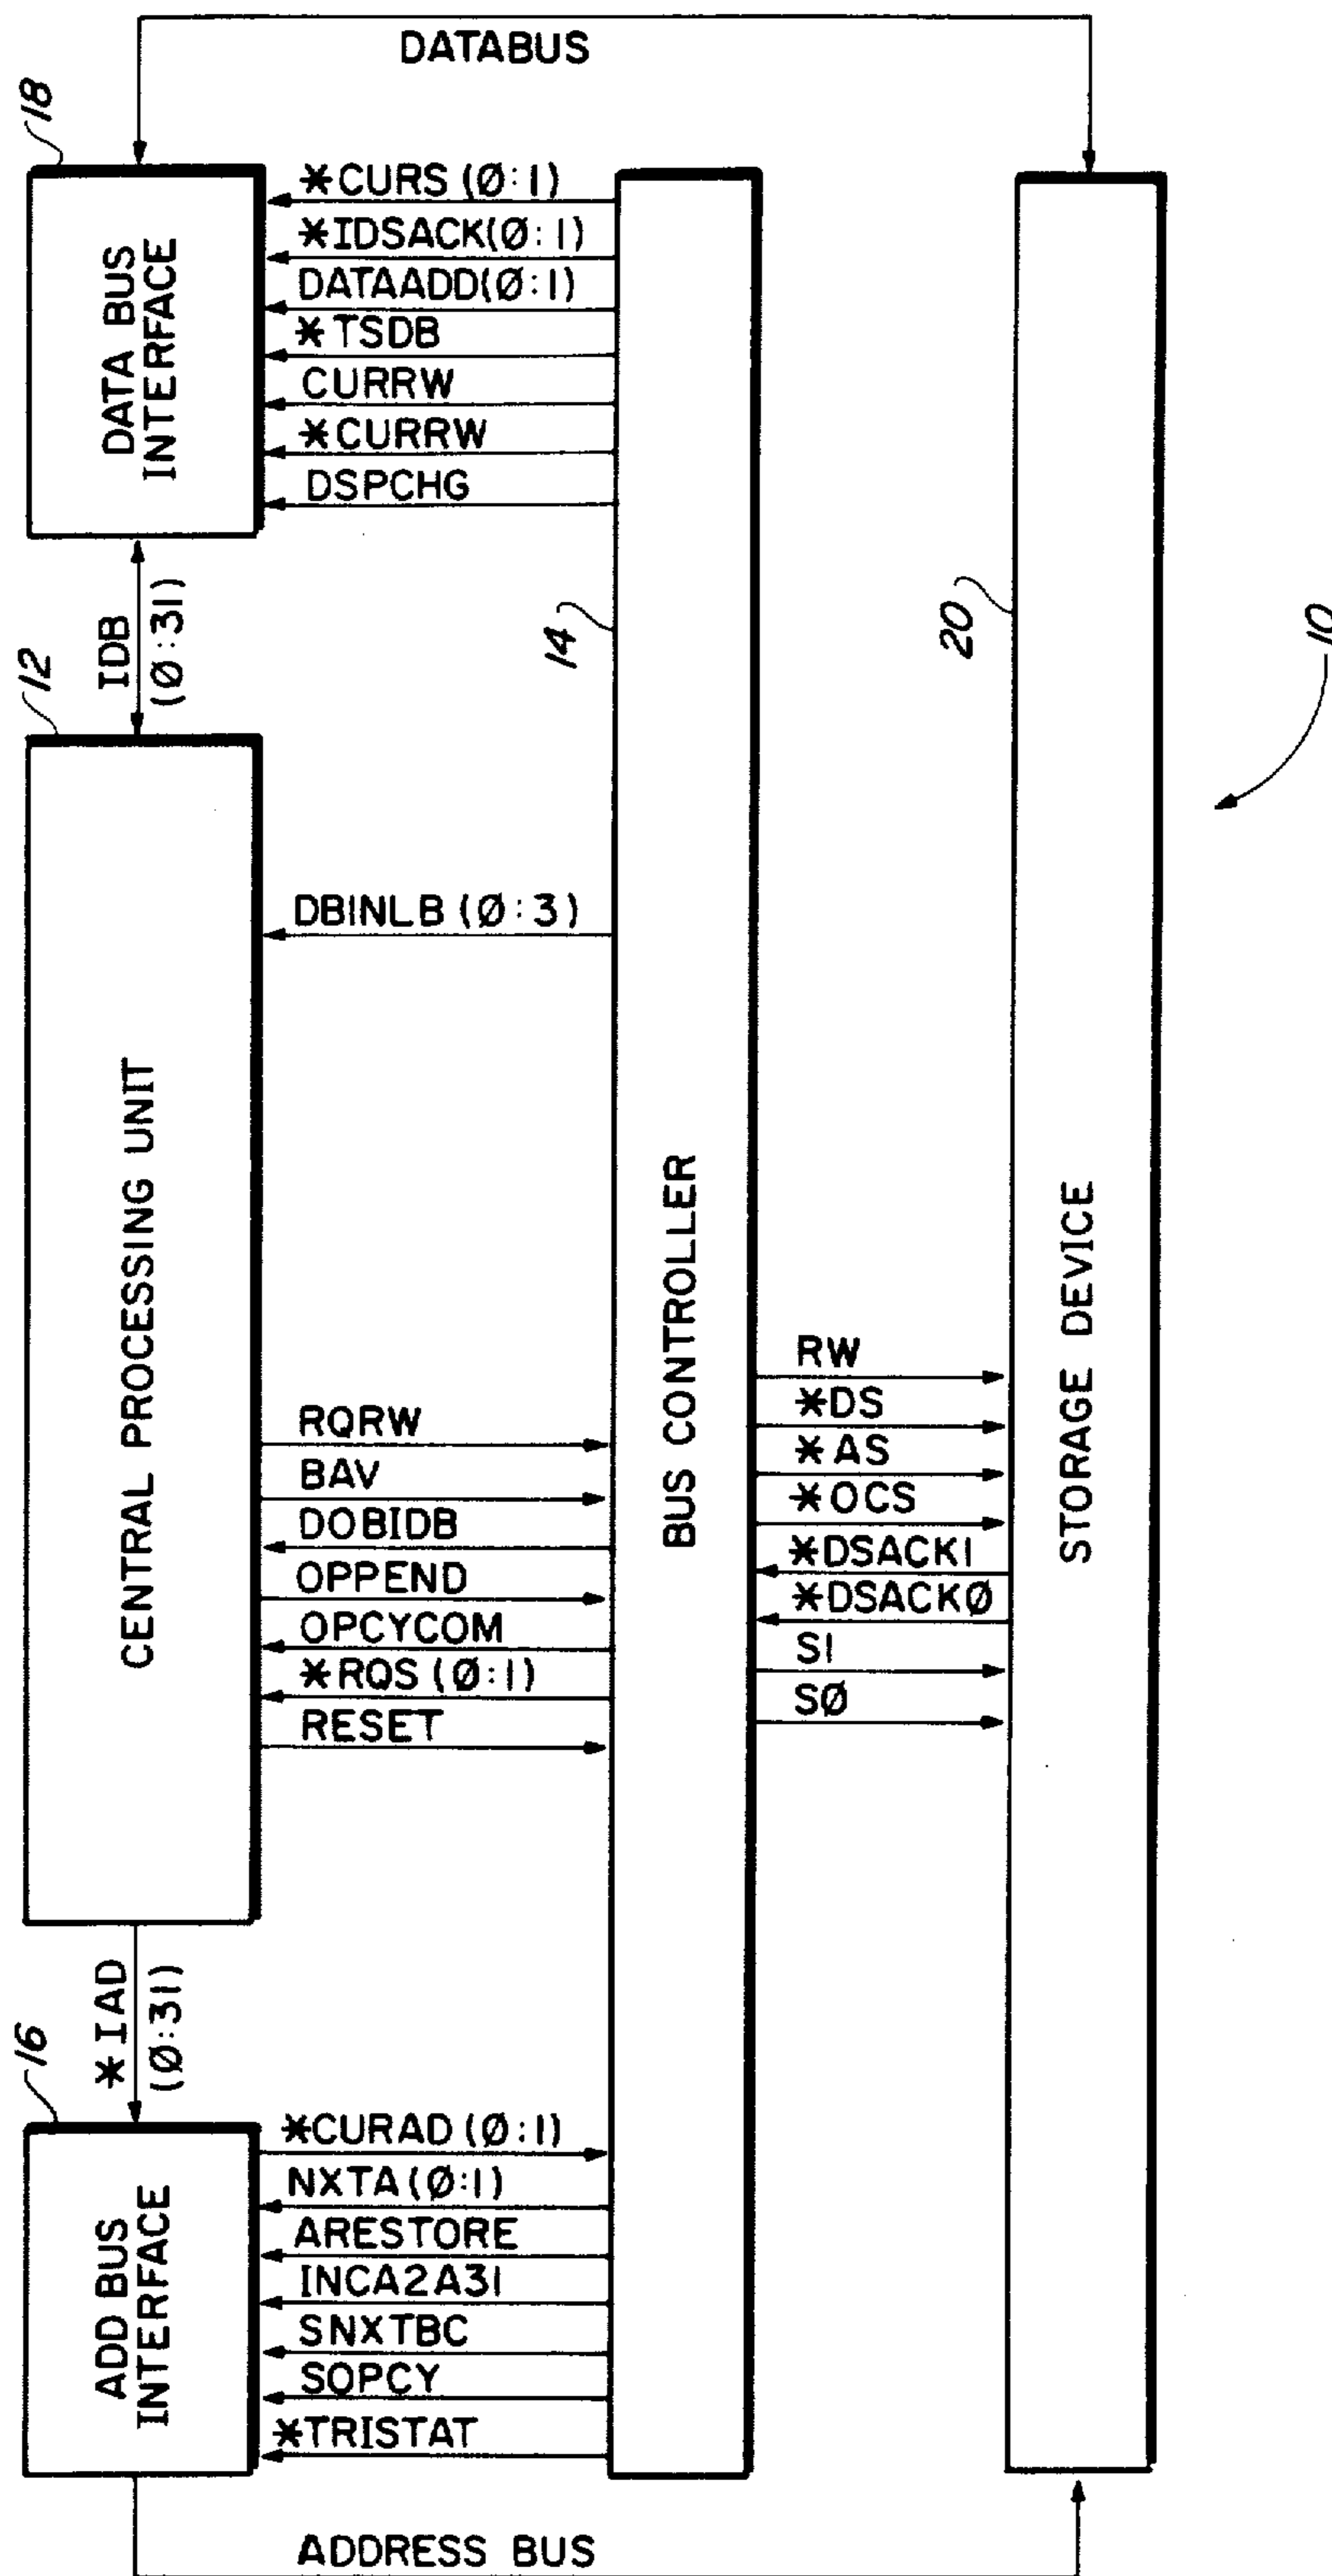 DATABUS
18
DATA BUS
INTERFACE
*CURS (Ø:1)
*IDSACK(Ø:1)
DATAADD(Ø:1)
*TSDB
CURRW
*CURRW
DSPCHG
IDB
(Ø:31)
12
CENTRAL PROCESSING UNIT
DBINLB (Ø:3)
RQRW
BAV
DOBIDB
OPPEND
OPCYCOM
*RQS (Ø:1)
RESET
14
BUS CONTROLLER
RW
*DS
*AS
*OCS
*DSACK1
*DSACKØ
S1
SØ
20
STORAGE DEVICE
10
*IAD
(Ø:31)
16
ADD BUS
INTERFACE
*CURAD (Ø:1)
NXTA (Ø:1)
ARESTORE
INCA2A31
SNXTBC
SOPCY
*TRISTAT
ADDRESS BUS